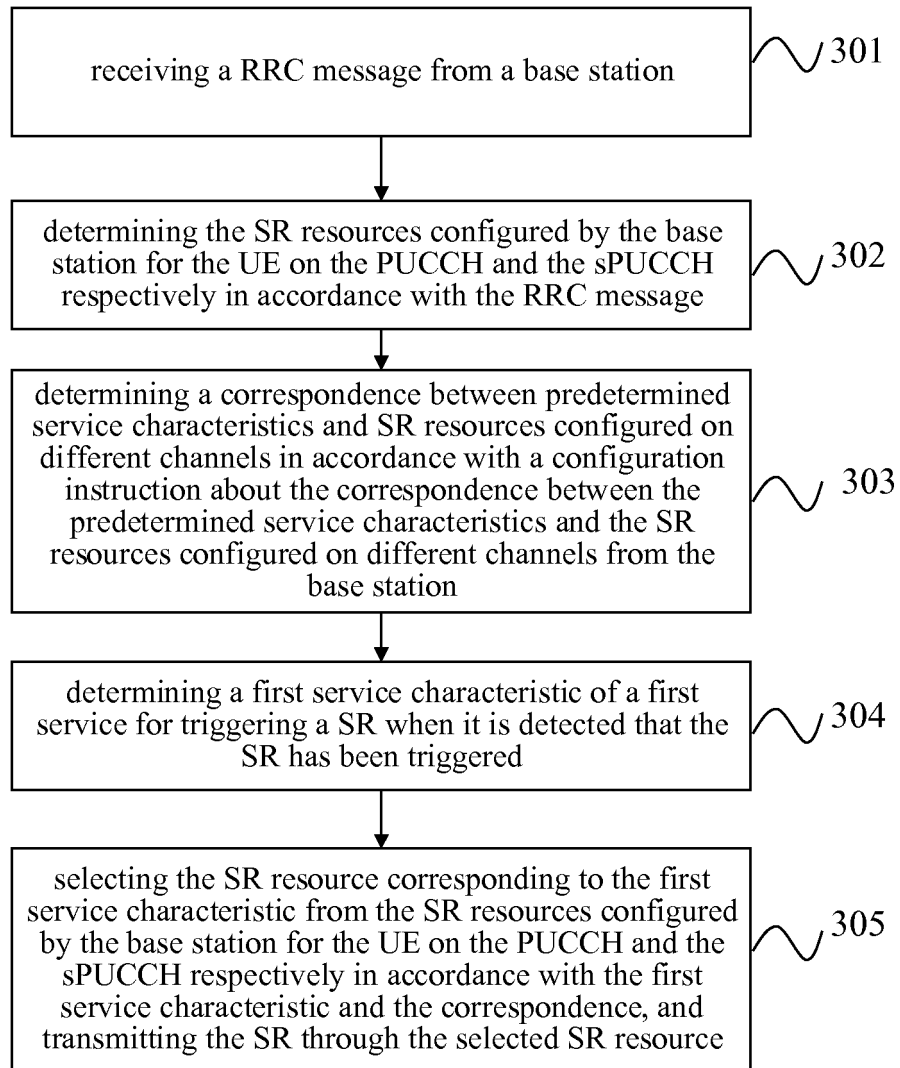 receiving a RRC message from a base station
301
determining the SR resources configured by the base
station for the UE on the PUCCH and the sPUCCH
respectively in accordance with the RRC message
302
determining a correspondence between predetermined
service characteristics and SR resources configured on
different channels in accordance with a configuration
instruction about the correspondence between the
predetermined service characteristics and the SR
resources configured on different channels from the
base station
303
determining a first service characteristic of a first
service for triggering a SR when it is detected that the
SR has been triggered
304
selecting the SR resource corresponding to the first
service characteristic from the SR resources configured
by the base station for the UE on the PUCCH and the
sPUCCH respectively in accordance with the first
service characteristic and the correspondence, and
transmitting the SR through the selected SR resource
305